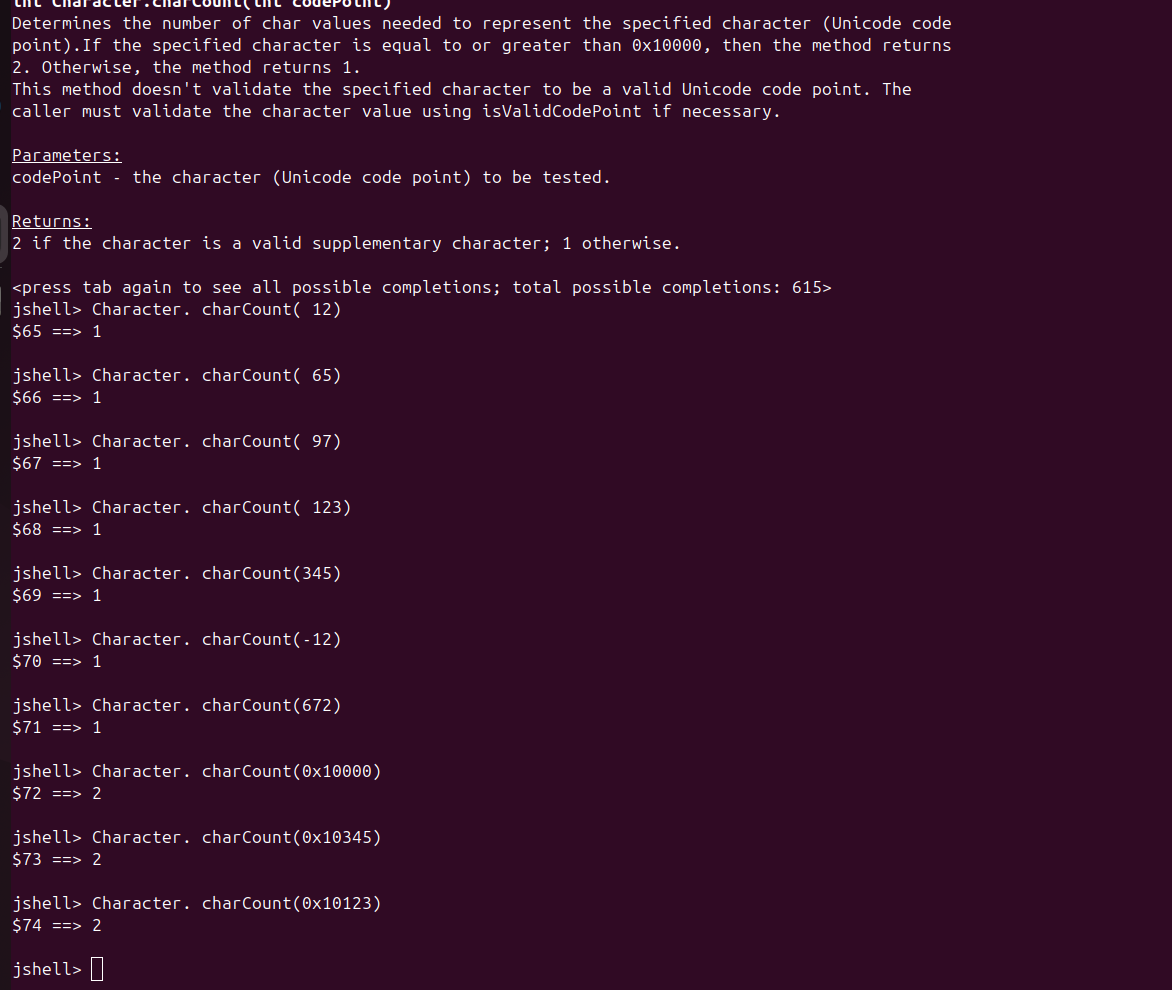 int Character.charCount(int codePoint)
Determines the number of char values needed to represent the specified character (Unicode code
point).If the specified character is equal to or greater than 0x10000, then the method returns
2. Otherwise, the method returns 1.
This method doesn't validate the specified character to be a valid Unicode code point. The
caller must validate the character value using isValidCodePoint if necessary.
Parameters:
codePoint - the character (Unicode code point) to be tested.
Returns:
2 if the character is a valid supplementary character; 1 otherwise.
<press tab again to see all possible completions; total possible completions: 615>
jshell> Character. charCount( 12)
$65 ==> 1
jshell> Character. charCount( 65)
$66 ==> 1
jshell> Character. charCount( 97)
$67 ==> 1
jshell> Character. charCount( 123)
$68 ==> 1
jshell> Character. charCount(345)
$69 ==> 1
jshell> Character. charCount(-12)
$70 ==> 1
jshell> Character. charCount(672)
$71 ==> 1
jshell> Character. charCount(0x10000)
$72 ==> 2
jshell> Character. charCount(0x10345)
$73 ==> 2
jshell> Character. charCount(0x10123)
$74 ==> 2
jshell>